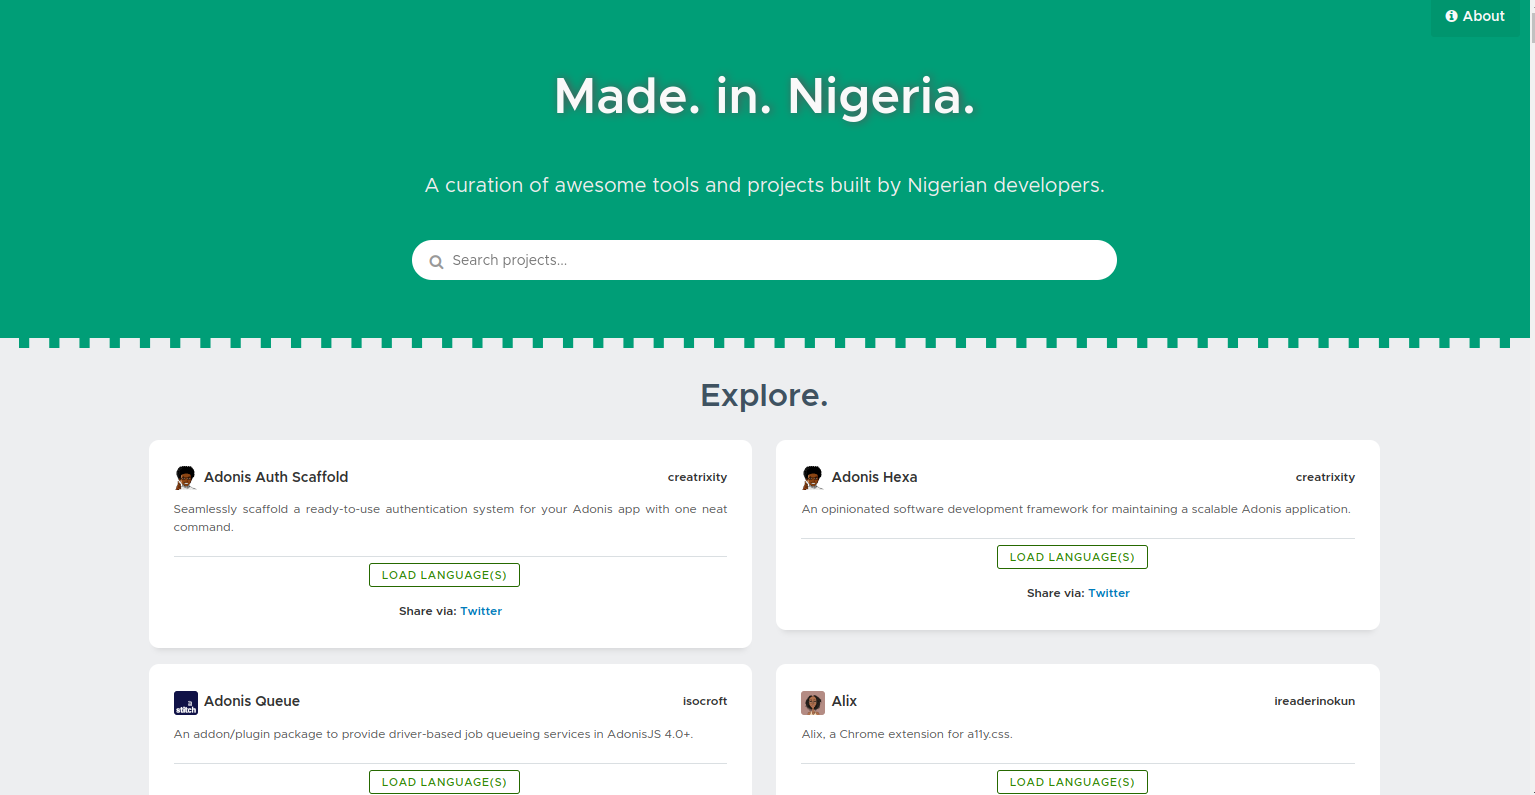 About
Made. in. Nigeria.
A curation of awesome tools and projects built by Nigerian developers.
Search projects...
Explore.
Adonis Auth Scaffold
creatrixity
Seamlessly scaffold a ready-to-use authentication system for your Adonis app with one neat
command.
LOAD LANGUAGE(S)
Share via: Twitter
Adonis Hexa
creatrixity
An opinionated software development framework for maintaining a scalable Adonis application.
LOAD LANGUAGE(S)
Share via: Twitter
a
stitch
Adonis Queue
isocroft
An addon/plugin package to provide driver-based job queueing services in AdonisJS 4.0+.
LOAD LANGUAGE(S)
Alix
ireaderinokun
Alix, a Chrome extension for a11y.css.
LOAD LANGUAGE(S)